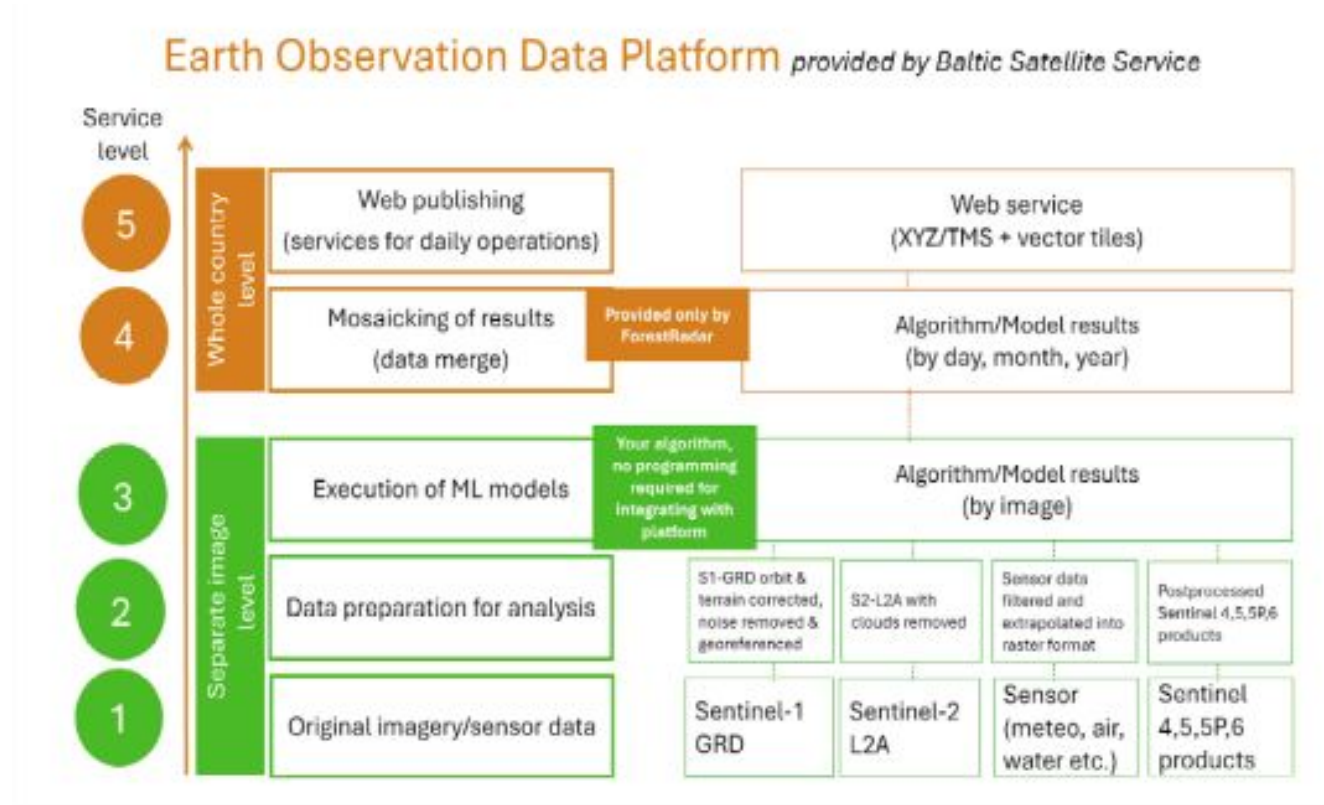 Earth Observation Data Platform provided by Baltic Satellite Service
Service
level
5
Whole country
level
Web publishing
(services for daily operations)
Web service
(XYZ/TMS + vector tiles)
4
Mosaicking of results
(data merge)
Provided only by
ForestRadar
Algorithm/Model results
(by day, month, year)
3
Separate image
level
Execution of ML models
Your algorithm,
no programming
required for
integrating with
platform
Algorithm/Model results
(by image)
2
Data preparation for analysis
S1-GRD orbit &
terrain corrected,
noise removed &
georeferenced
S2-L2A with
clouds removed
Sensor data
filtered and
extrapolated into
raster format
Postprocessed
Sentinel 4,5,5P,6
products
1
Original imagery/sensor data
Sentinel-1
GRD
Sentinel-2
L2A
Sensor
(meteo, air,
water etc.)
Sentinel
4,5,5P,6
products